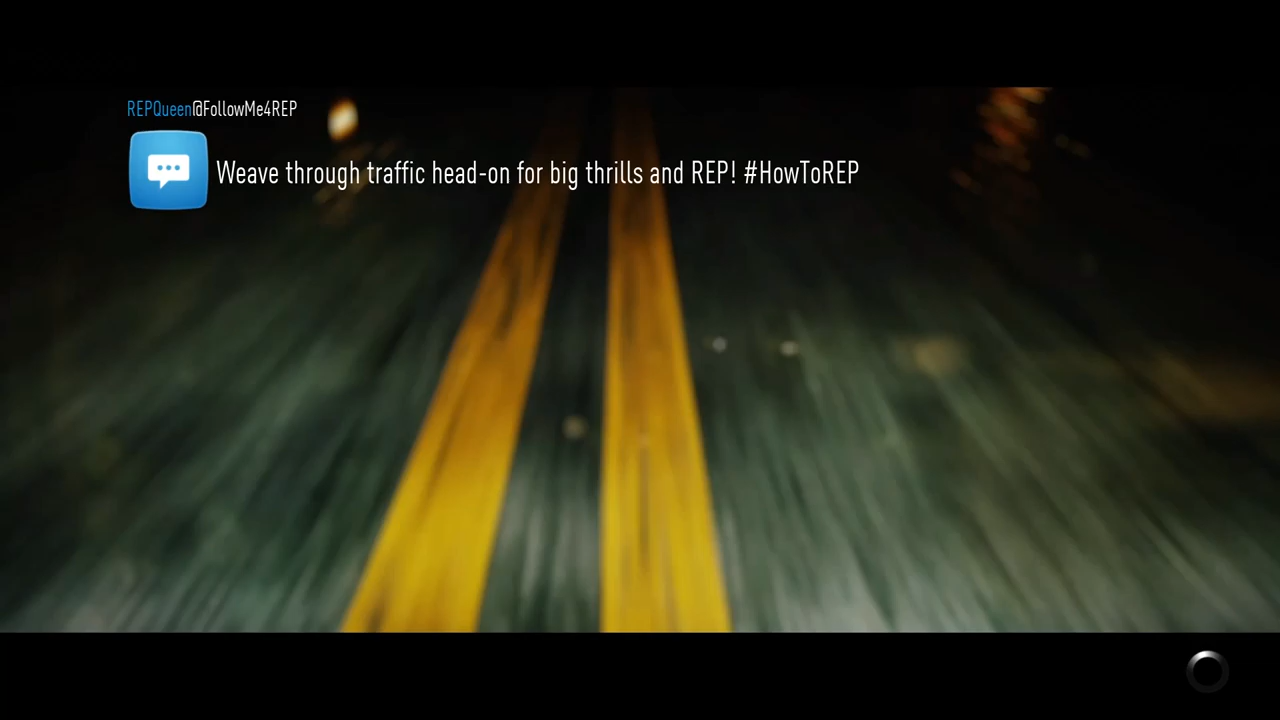 REPQueen@FollowMe4REP
Weave through traffic head-on for big thrills and REP! #HowToREP